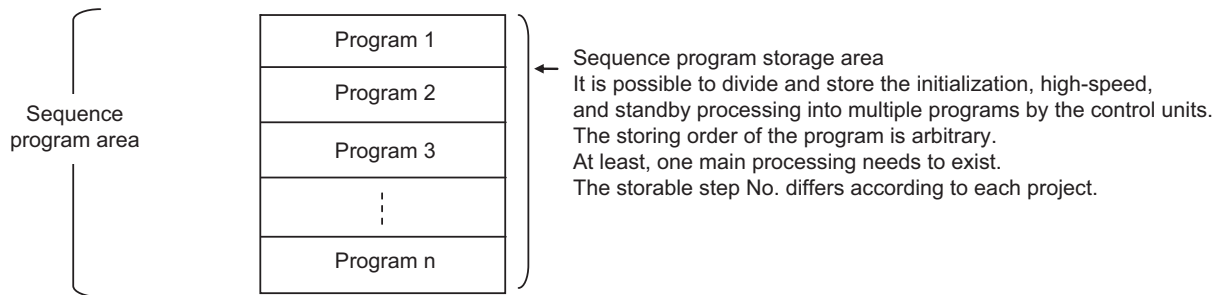 Sequence
program area
Program 1
Program 2
Program 3
Program n
Sequence program storage area
It is possible to divide and store the initialization, high-speed,
and standby processing into multiple programs by the control units.
The storing order of the program is arbitrary.
At least, one main processing needs to exist.
The storable step No. differs according to each project.